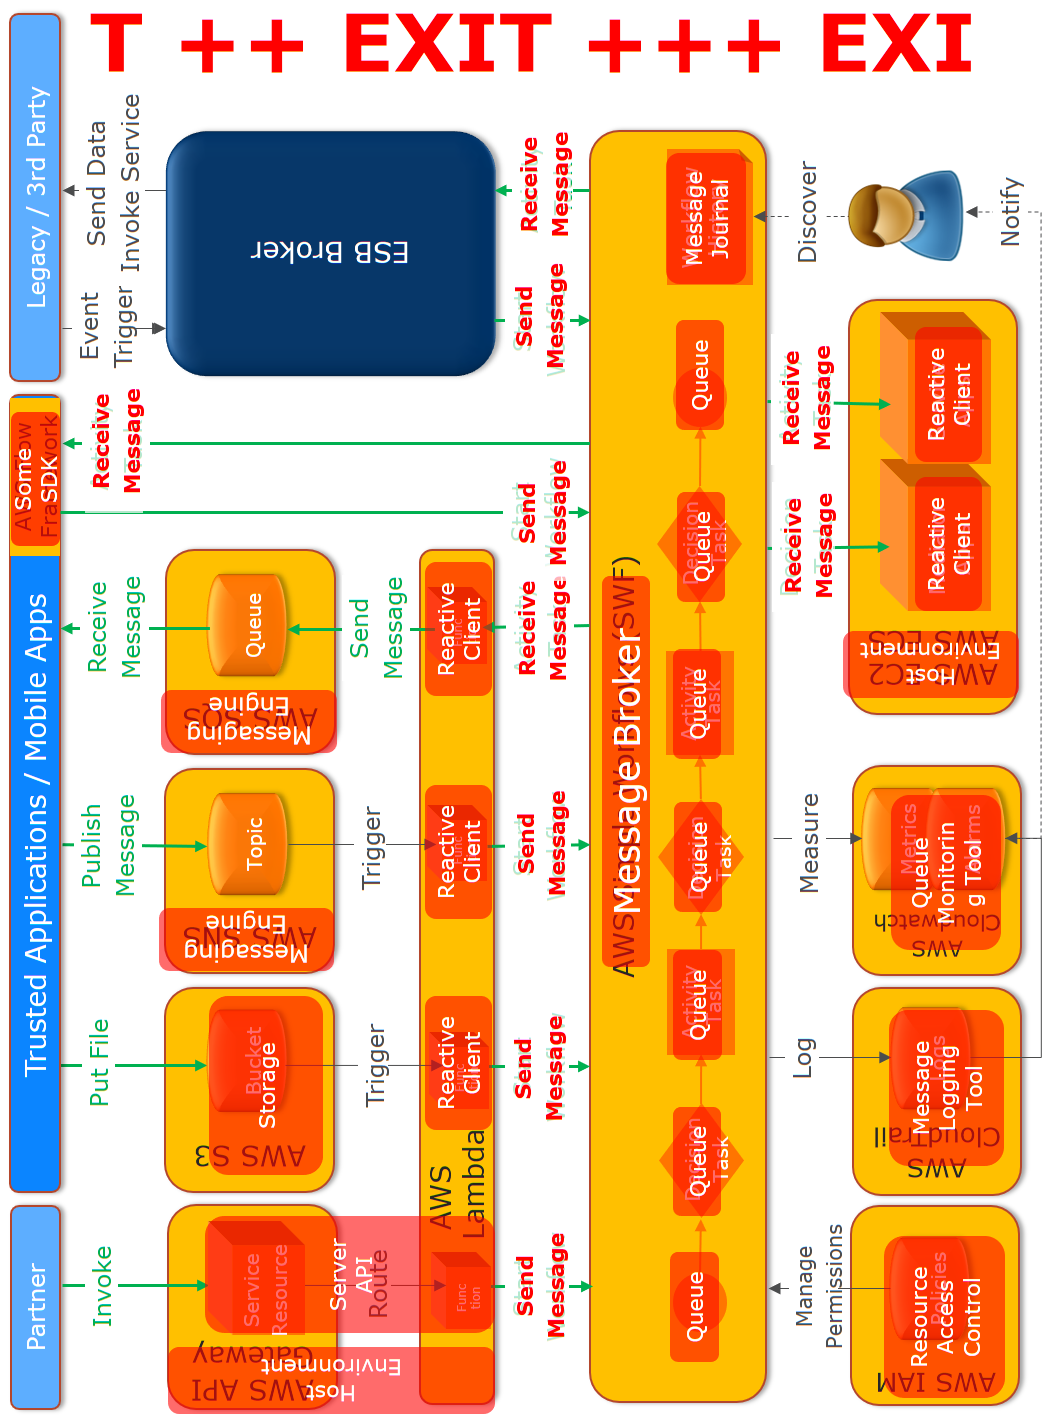 T ++ EXIT +++ EXI
Legacy / 3rd Party
Send Data
Invoke Service
Event
Trigger
ESB Broker
Receive
Message
Send
Message
Message
Journal
Discover
Notify
Some
SDK
Receive
Message
Send
Message
Queue
Receive
Message
Reactive
Client
Receive
Message
Reactive
Client
AWS ECS
AWS EC2
Host
Environment
Trusted Applications / Mobile Apps
Receive
Message
Queue
AWS SQS
Messaging
Engine
Send
Message
Reactive
Client
Receive
Message
AWS
(SWF)
Message Broker
Decision
Task
Queue
Activity
Task
Queue
Publish
Message
Topic
AWS SNS
Messaging
Engine
Trigger
Reactive
Client
Send
Message
Task
Queue
Measure
Metrics
Queue
Monitorin
g Tool
AWS
Cloudwatch
Put File
Bucket
Storage
AWS S3
Trigger
Reactive
Client
AWS
Lambda
Send
Message
Activity
Task
Queue
Decision
Task
Queue
Log
Logs
Message
Logging
Tool
AWS
CloudTrail
Partner
Invoke
Service
Resource
Server
API
Route
AWS API
Gateway
Host
Environment
Func
tion
Send
Message
Queue
Manage
Permissions
Policies
Resource
Access
Control
AWS IAM